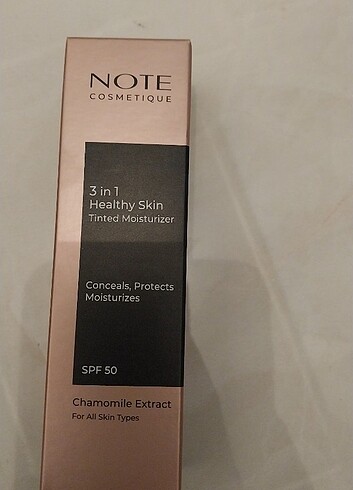 NOTE
COSMETIQUE
3 in 1
Healthy Skin
Tinted Moisturizer
Conceals, Protects
Moisturizes
SPF 50
Chamomile Extract
For All Skin Types